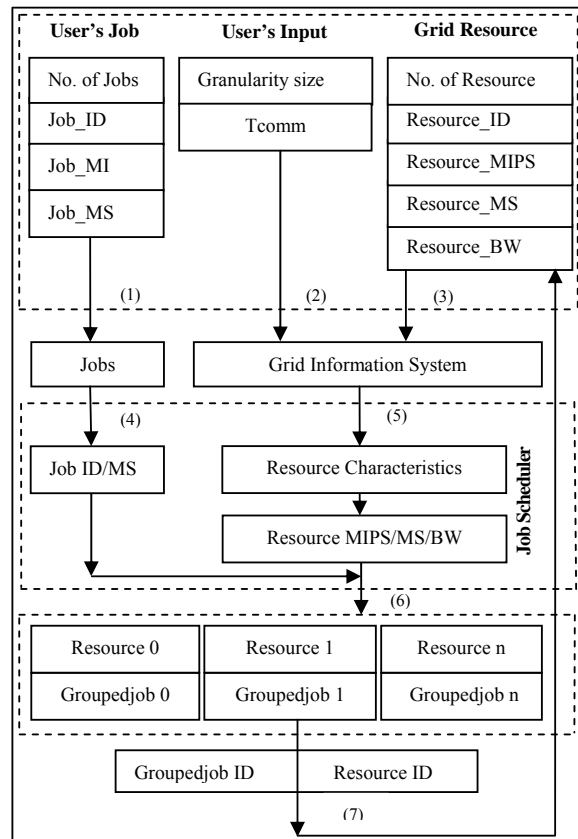 User's Job
User's Input
Grid Resource
No. of Jobs
Job_ID
Job_MI
Job_MS
Granularity size
Tcomm
No. of Resource
Resource_ID
Resource_MIPS
Resource_MS
Resource_BW
(1)
(2)
(3)
Jobs
Grid Information System
(4)
(5)
Job ID/MS
Resource Characteristics
Resource MIPS/MS/BW
Job Scheduler
(6)
Resource 0
Resource 1
Resource n
Groupedjob 0
Groupedjob 1
Groupedjob n
Groupedjob ID
Resource ID
(7)